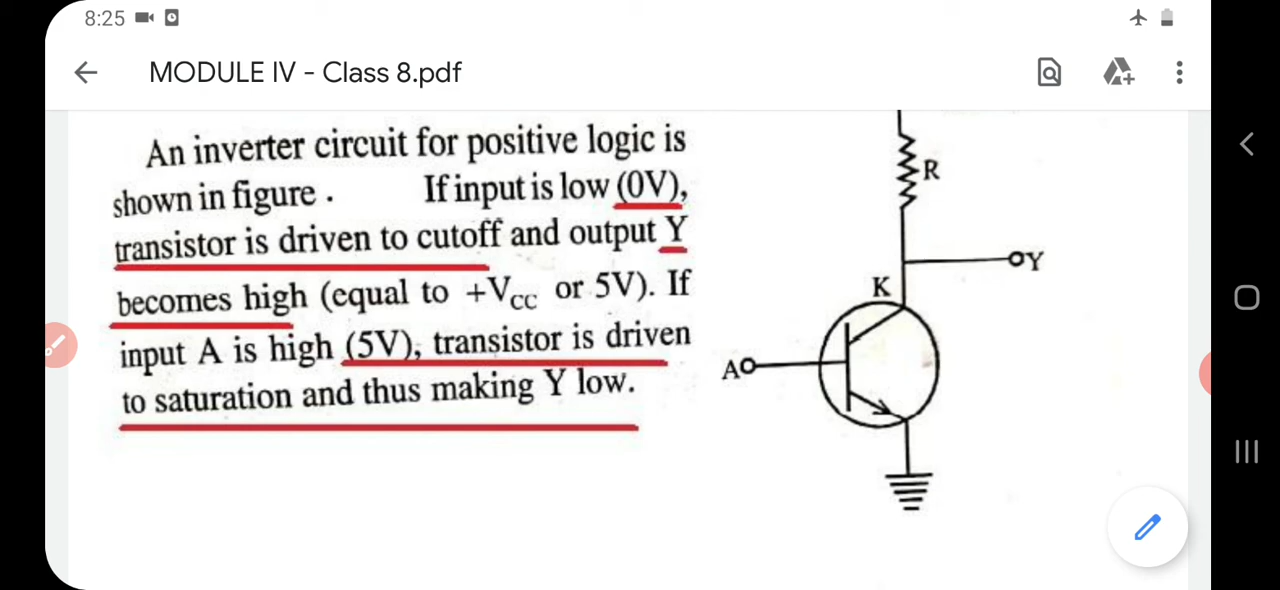 8:25
MODULE IV - Class 8.pdf
An inverter circuit for positive logic is
shown in figure . If input is low (0V),
transistor is driven to cutoff and output Y
becomes high (equal to +VCC or 5V). If
input A is high (5V), transistor is driven
to saturation and thus making Y low.
R
Y
K
A